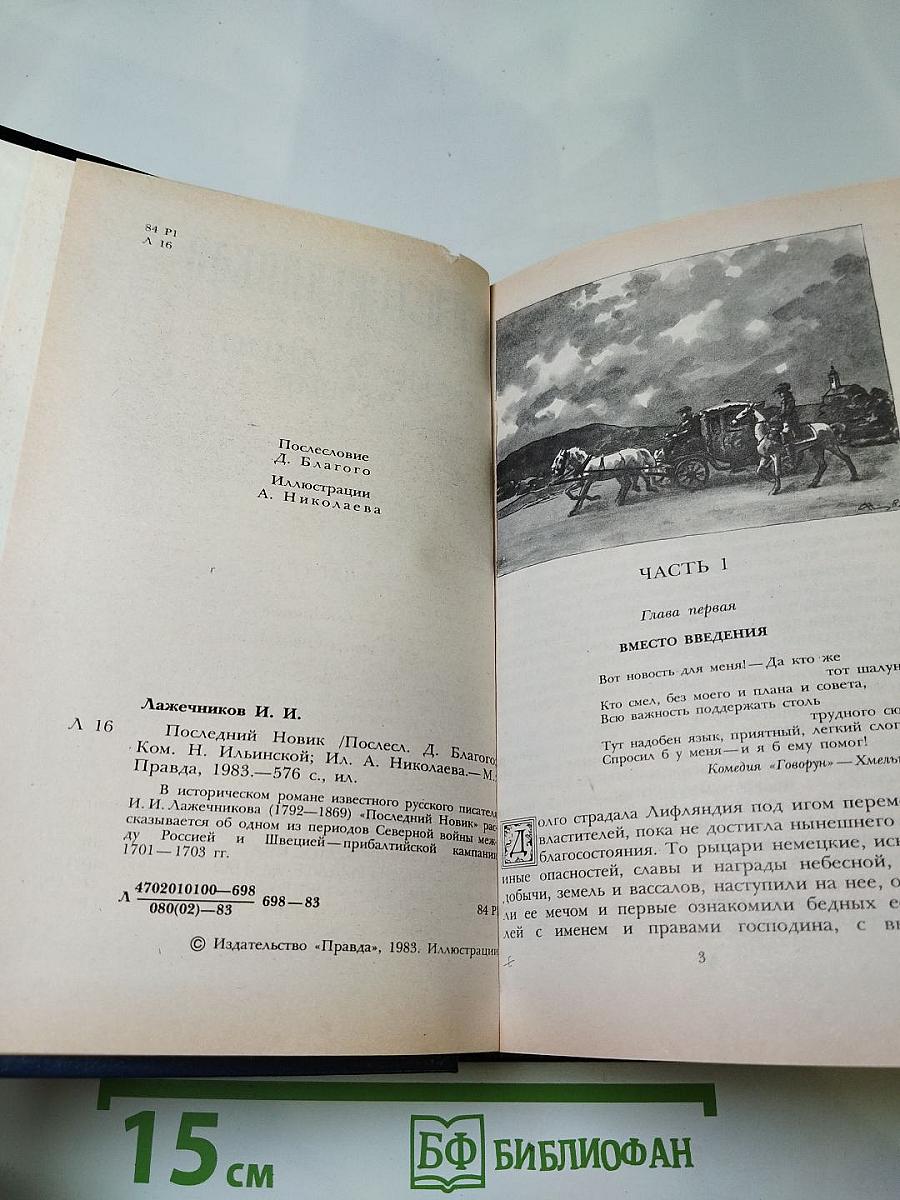 84 Р1
Л 16
Послесловие
Д. Благого
Иллюстрации
А. Николаева
Лажечников И. И.
Л 16
Последний Новик /Послесл. Д. Благого;
Ком. Н. Ильинской; Ил. А. Николаева.— М.:
Правда, 1983.—576 с., ил.
В историческом романе известного русского писателя
И. И. Лажечникова (1792—1869) «Последний Новик» рас-
сказывается об одном из периодов Северной войны меж-
ду Россией и Швецией—прибалтийской кампании
1701—1703 гг.
Л 4702010100—698
080(02)—83
698—83
84 Р
© Издательство «Правда», 1983. Иллюстрации
ЧАСТЬ 1
Глава первая
ВМЕСТО ВВЕДЕНИЯ
Вот новость для меня!—Да кто же
тот шалун
Кто смел, без моего и плана и совета,
Всю важность поддержать столь
трудного сю
Тут надобен язык, приятный, легкий слог
Спросил б у меня—и я б ему помог!
Комедия «Говорун»—Хмель
Долго страдала Лифляндия под игом перем
властителей, пока не достигла нынешнего
благосостояния. То рыцари немецкие, иск
иные опасностей, славы и награды небесной,
добычи, земель и вассалов, наступили на нее, о
ли ее мечом и первые ознакомили бедных е
лей с именем и правами господина, с в
3
15 см
БФ БИБЛИОФАН